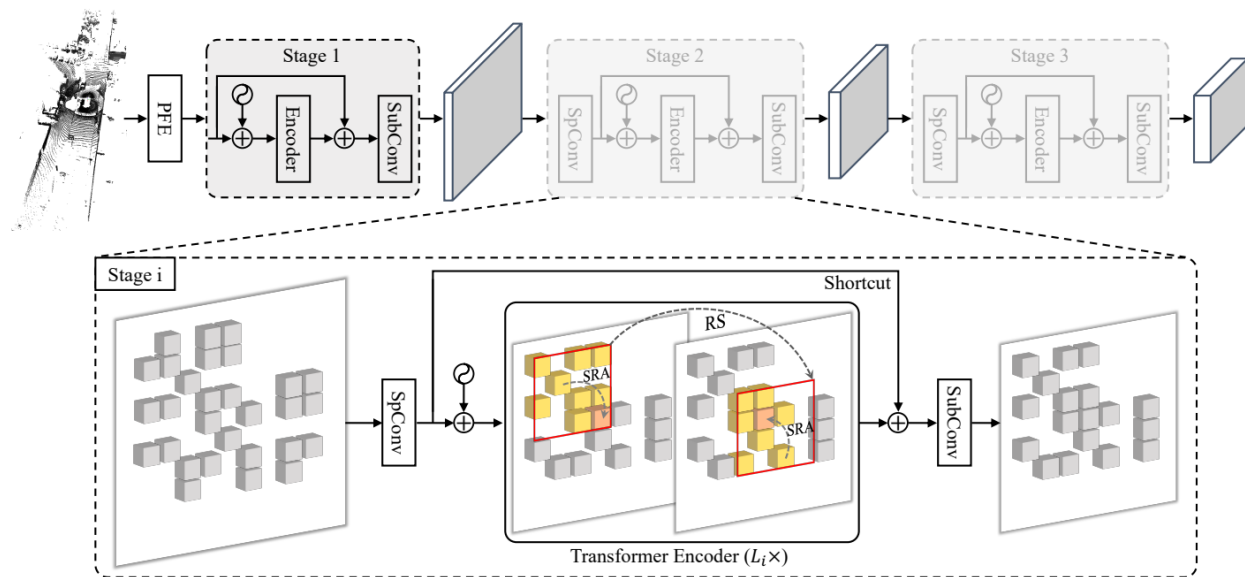 Stage 1
Stage 2
Stage 3
PFE
Encoder
SubConv
SpConv
Encoder
SubConv
SpConv
Encoder
SubConv
Stage i
Shortcut
RS
SRA
SRA
SpConv
SubConv
Transformer Encoder (𝐿ᵢ×)